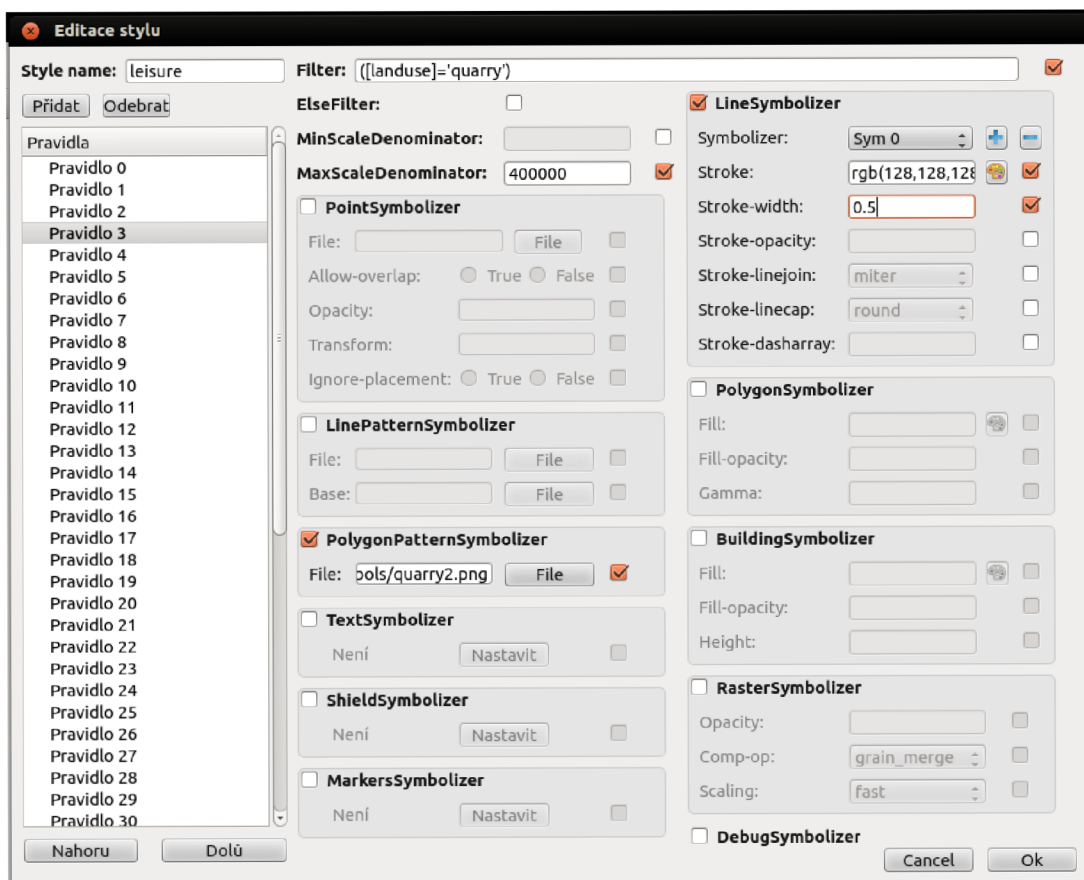 Editace stylu
Style name: leisure
Přidat Odebrat
Pravidla
Pravidlo 0
Pravidlo 1
Pravidlo 2
Pravidlo 3
Pravidlo 4
Pravidlo 5
Pravidlo 6
Pravidlo 7
Pravidlo 8
Pravidlo 9
Pravidlo 10
Pravidlo 11
Pravidlo 12
Pravidlo 13
Pravidlo 14
Pravidlo 15
Pravidlo 16
Pravidlo 17
Pravidlo 18
Pravidlo 19
Pravidlo 20
Pravidlo 21
Pravidlo 22
Pravidlo 23
Pravidlo 24
Pravidlo 25
Pravidlo 26
Pravidlo 27
Pravidlo 28
Pravidlo 29
Pravidlo 30
Nahoru Dolů
Filter: ([landuse]='quarry')
ElseFilter:
MinScaleDenominator:
MaxScaleDenominator: 400000
PointSymbolizer
File: File
Allow-overlap: True False
Opacity:
Transform:
Ignore-placement: True False
LinePatternSymbolizer
File: File
Base: File
PolygonPatternSymbolizer
File: ools/quarry2.png File
TextSymbolizer
Není Nastavit
ShieldSymbolizer
Není Nastavit
MarkersSymbolizer
Není Nastavit
LineSymbolizer
Symbolizer: Sym 0
Stroke: rgb(128,128,128
Stroke-width: 0.5
Stroke-opacity:
Stroke-linejoin: miter
Stroke-linecap: round
Stroke-dasharray:
PolygonSymbolizer
Fill:
Fill-opacity:
Gamma:
BuildingSymbolizer
Fill:
Fill-opacity:
Height:
RasterSymbolizer
Opacity:
Comp-op: grain_merge
Scaling: fast
DebugSymbolizer
Cancel Ok